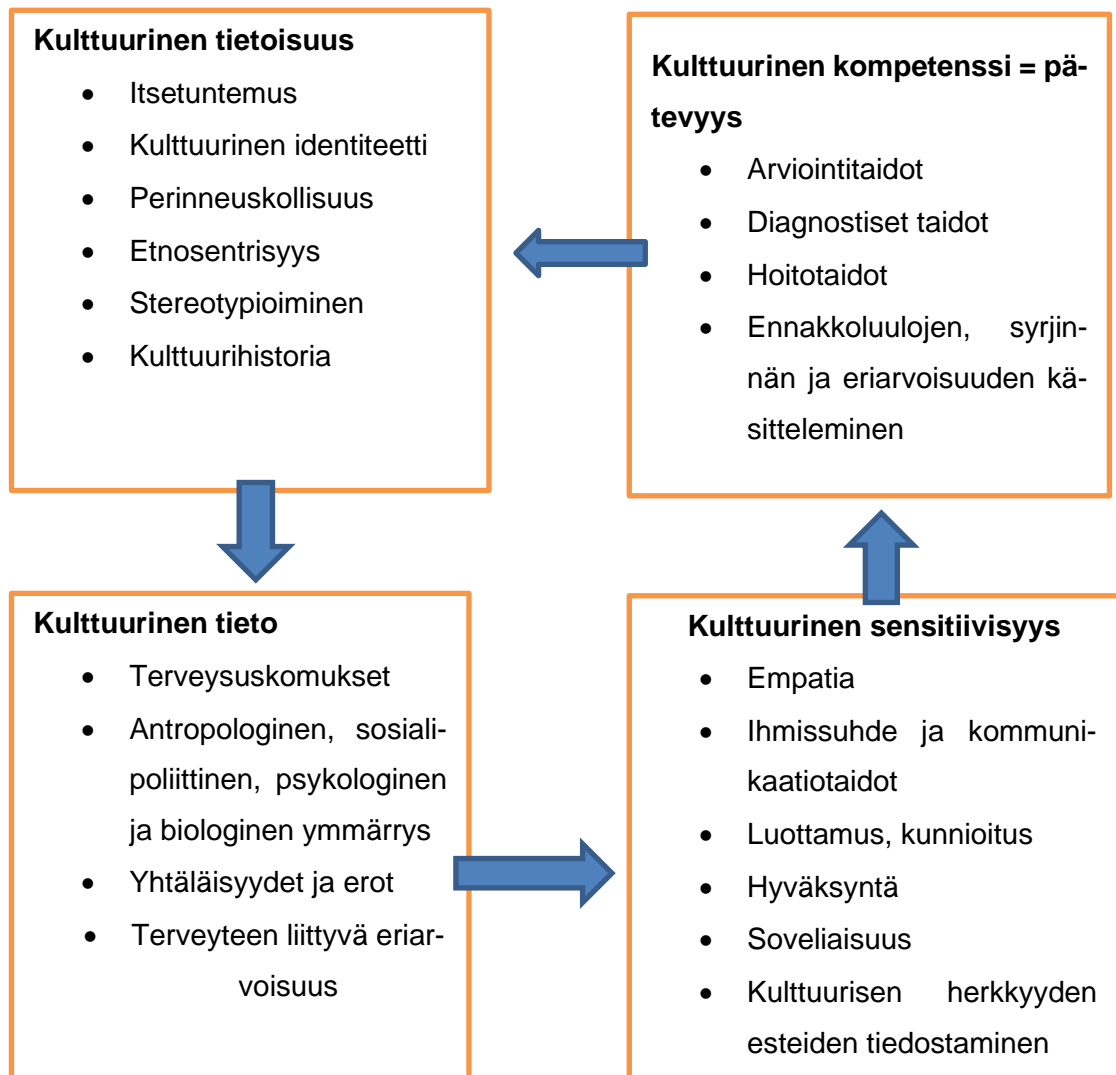 Kulttuurinen tietoisuus
• Itsetuntemus
• Kulttuurinen identiteetti
• Perinneuskollisuus
• Etnosentrisyys
• Stereotypioiminen
• Kulttuurihistoria
Kulttuurinen kompetenssi = pä-
tevyys
• Arviointitaidot
• Diagnostiset taidot
• Hoitotaidot
• Ennakkoluulojen, syrjin-
nän ja eriarvoisuuden kä-
sitteleminen
Kulttuurinen tieto
• Terveysuskomukset
• Antropologinen, sosiali-
poliittinen, psykologinen
ja biologinen ymmärrys
• Yhtäläisyydet ja erot
• Terveyteen liittyvä eriar-
voisuus
Kulttuurinen sensitiivisyys
• Empatia
• Ihmissuhde ja kommuni-
kaatiotaidot
• Luottamus, kunnioitus
• Hyväksyntä
• Soveliaisuus
• Kulttuurisen herkkyyden
esteiden tiedostaminen